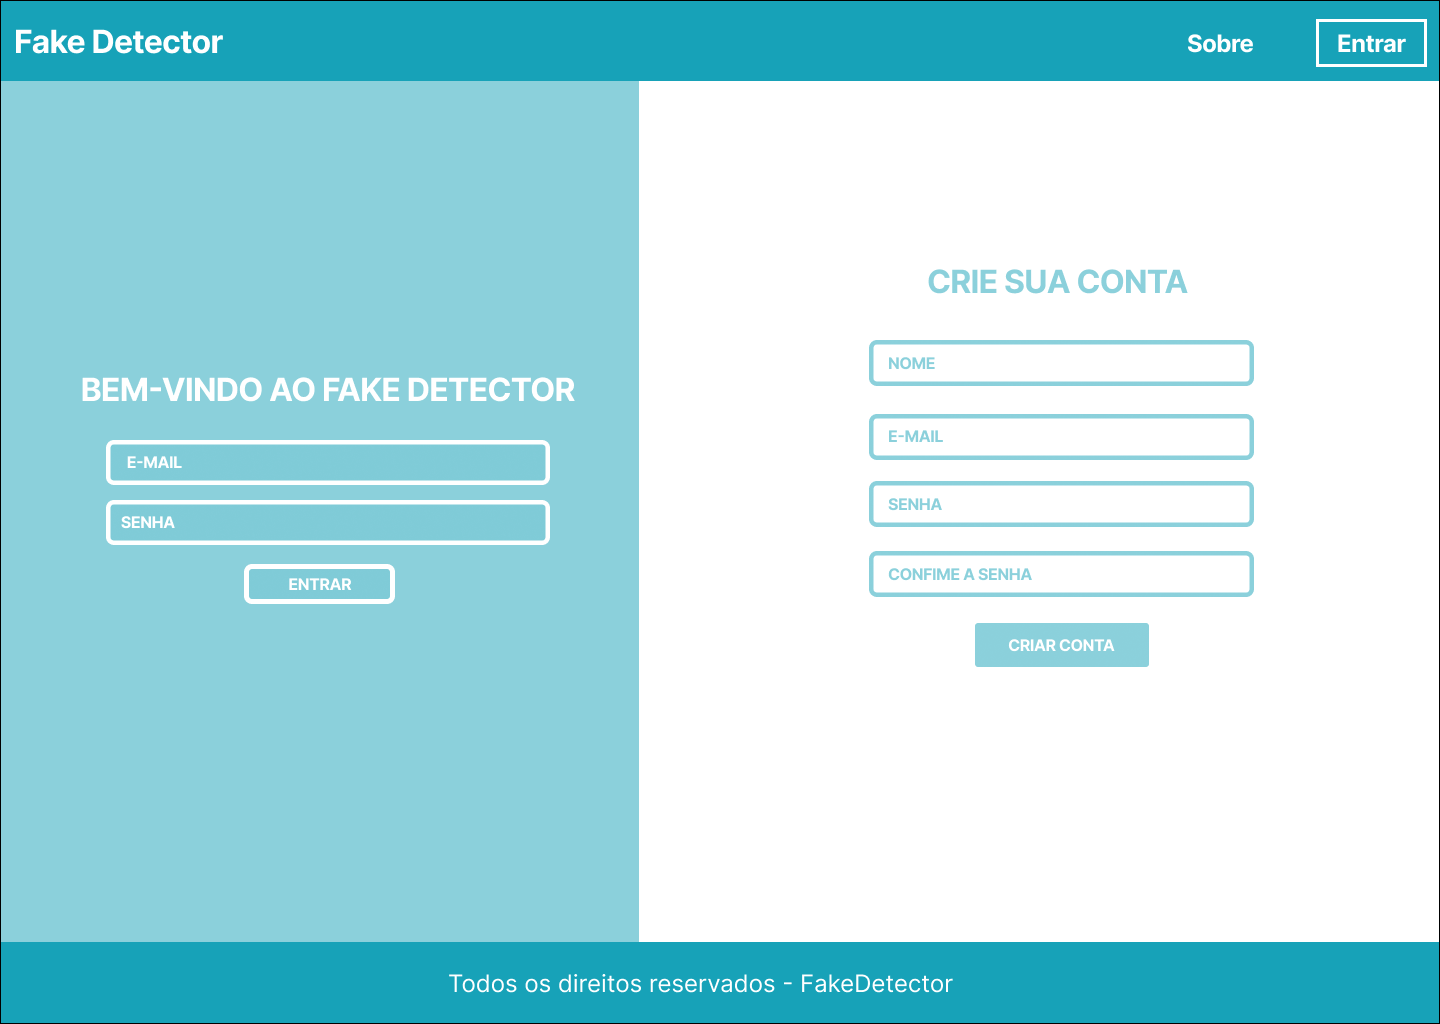 Fake Detector
Sobre
Entrar
BEM-VINDO AO FAKE DETECTOR
E-MAIL
SENHA
ENTRAR
CRIE SUA CONTA
NOME
E-MAIL
SENHA
CONFIME A SENHA
CRIAR CONTA
Todos os direitos reservados - FakeDetector